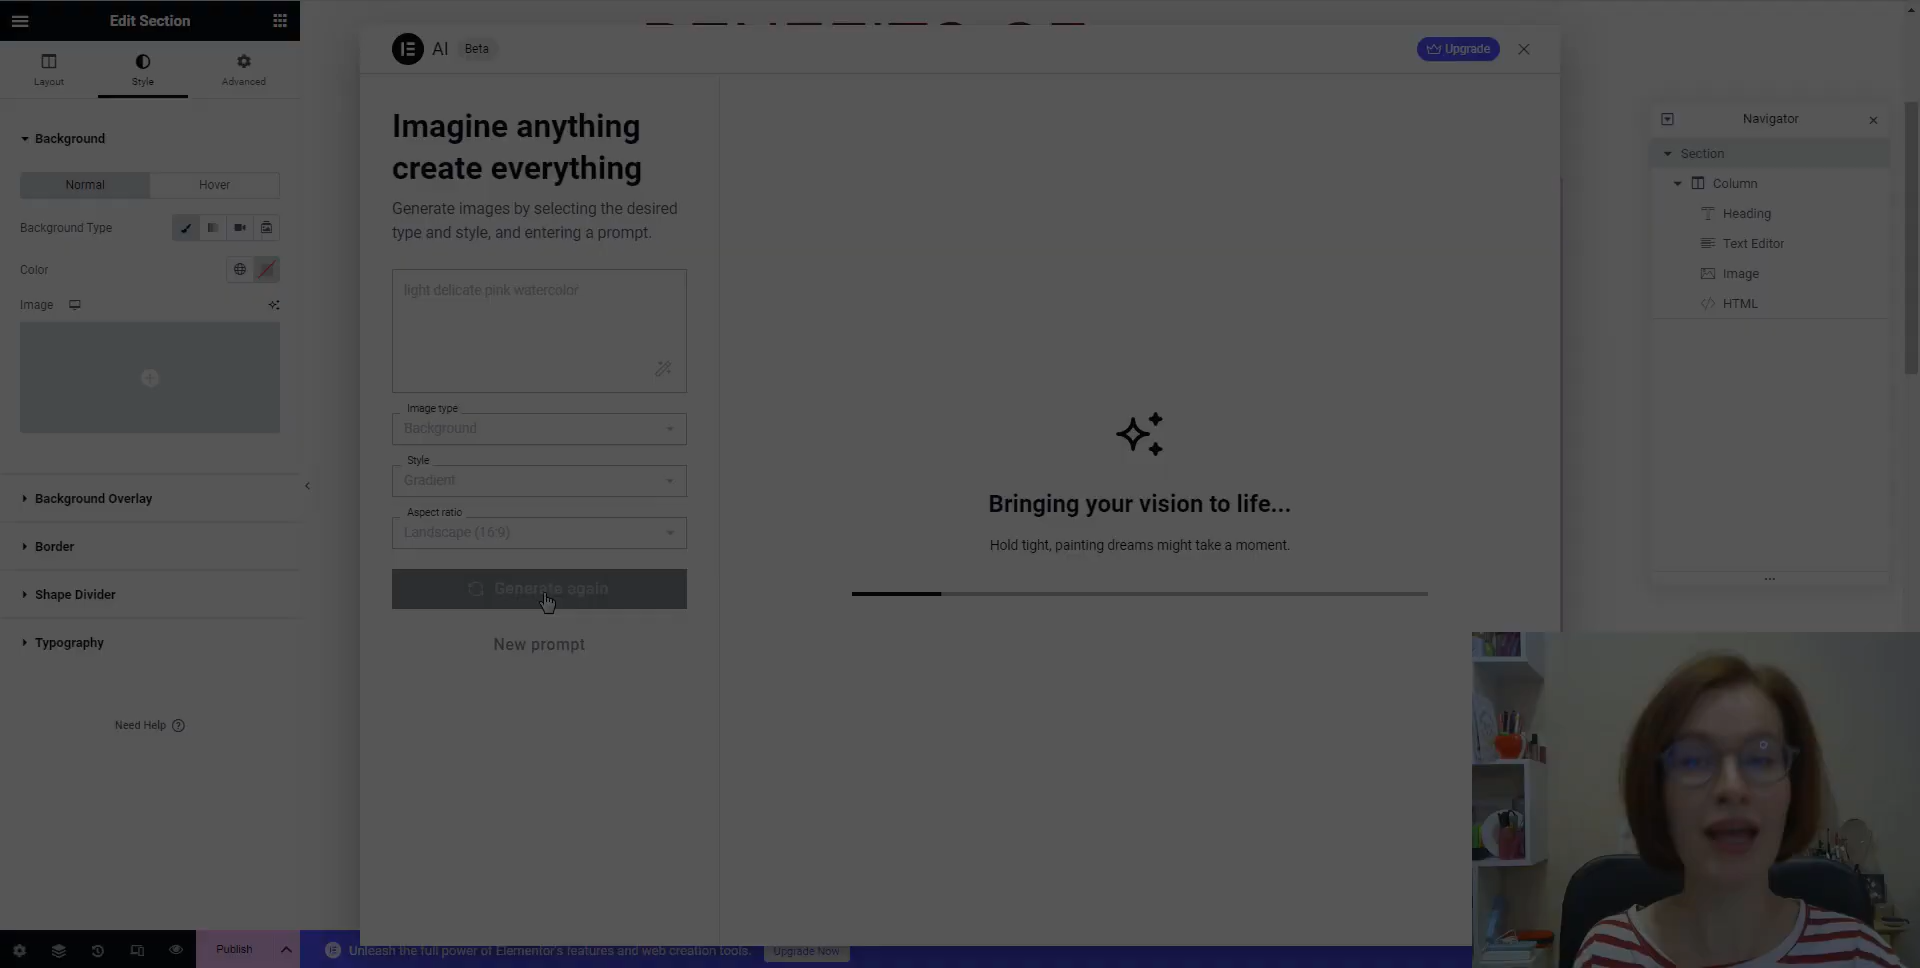 Edit Section
Layout
Style
Advanced
Background
Normal
Hover
Background Type
Color
Image
Background Overlay
Border
Shape Divider
Typography
Need Help
Publish
AI
Beta
Upgrade
Imagine anything
create everything
Generate images by selecting the desired
type and style, and entering a prompt.
light delicate pink watercolor
Image type
Background
Style
Gradient
Aspect ratio
Landscape (16:9)
Generate again
New prompt
Bringing your vision to life...
Hold tight, painting dreams might take a moment.
Navigator
Section
Column
Heading
Text Editor
Image
HTML
Unleash the full power of Elementor's features and web creation tools.
Upgrade Now